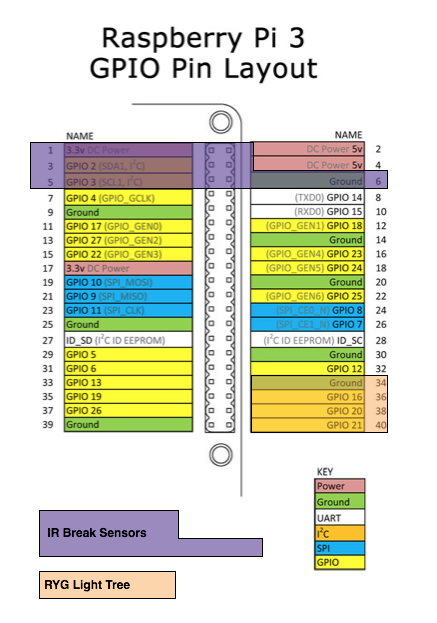 Raspberry Pi 3
GPIO Pin Layout
NAME NAME
1 3.3v DC Power DC Power 5v 2
3 GPIO 2 (SDA1, I²C) DC Power 5v 4
5 GPIO 3 (SCL1, I²C) Ground 6
7 GPIO 4 (GPIO_GCLK) (TXD0) GPIO 14 8
9 Ground (RXD0) GPIO 15 10
11 GPIO 17 (GPIO_GEN0) (GPIO_GEN1) GPIO 18 12
13 GPIO 27 (GPIO_GEN2) Ground 14
15 GPIO 22 (GPIO_GEN3) (GPIO_GEN4) GPIO 23 16
17 3.3v DC Power (GPIO_GEN5) GPIO 24 18
19 GPIO 10 (SPI_MOSI) Ground 20
21 GPIO 9 (SPI_MISO) (GPIO_GEN6) GPIO 25 22
23 GPIO 11 (SPI_CLK) (SPI_CE0_N) GPIO 8 24
25 Ground (SPI_CE1_N) GPIO 7 26
27 ID_SD (I²C ID EEPROM) (I²C ID EEPROM) ID_SC 28
29 GPIO 5 Ground 30
31 GPIO 6 GPIO 12 32
33 GPIO 13 Ground 34
35 GPIO 19 GPIO 16 36
37 GPIO 26 GPIO 20 38
39 Ground GPIO 21 40
KEY
Power
Ground
UART
I²C
SPI
GPIO
IR Break Sensors
RYG Light Tree